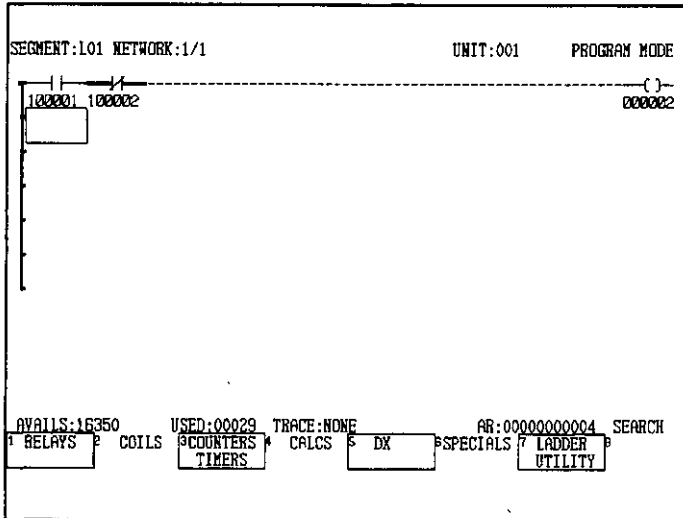 SEGMENT:L01 NETWORK:1/1 UNIT:001 PROGRAM MODE
100001 100002 000002
AVAILS:16350 USED:00029 TRACE:NONE AR:00000000004 SEARCH
1 RELAYS 2 COILS 3 COUNTERS 4 CALCS 5 DX 6 SPECIALS 7 LADDER 8
TIMERS UTILITY